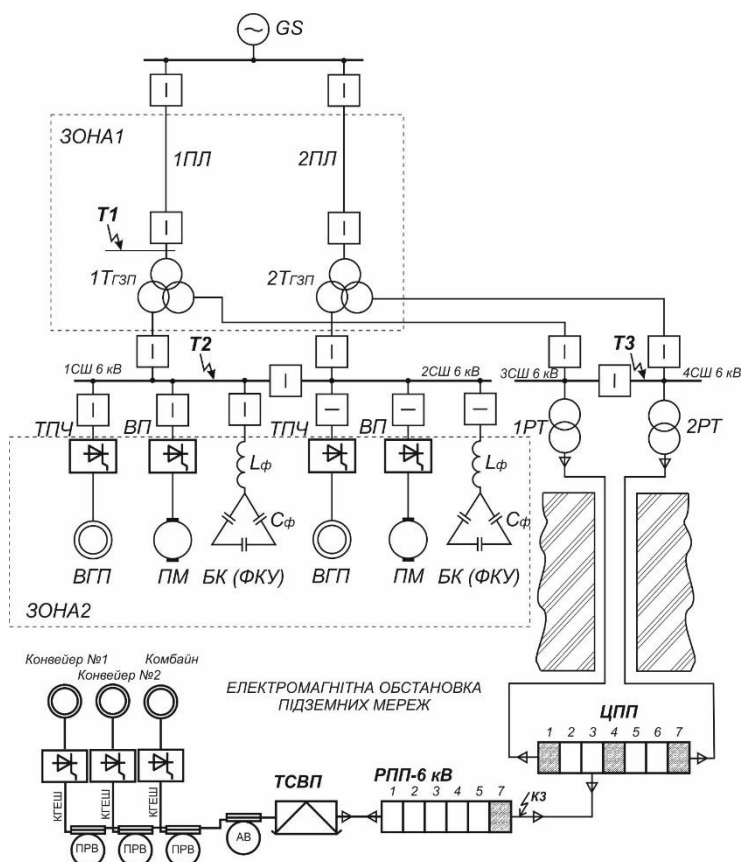 GS
ЗОНА1
1ПЛ
2ПЛ
Т1
1ТГЗП
2ТГЗП
Т2
Т3
1СШ 6 кВ
2СШ 6 кВ
3СШ 6 кВ
4СШ 6 кВ
ТПЧ
ВП
ТПЧ
ВП
1РТ
2РТ
Lф
Lф
Сф
Сф
ВГП
ПМ
БК (ФКУ)
ВГП
ПМ
БК (ФКУ)
ЗОНА2
Конвейер №1
Комбайн
Конвейер №2
ЕЛЕКТРОМАГНІТНА ОБСТАНОВКА
ПІДЗЕМНИХ МЕРЕЖ
ЦПП
1 2 3 4 5 6 7
ТСВП
РПП-6 кВ
1 2 3 4 5 7
КЗ
КГЕШ
КГЕШ
КГЕШ
ПРВ
ПРВ
ПРВ
АВ